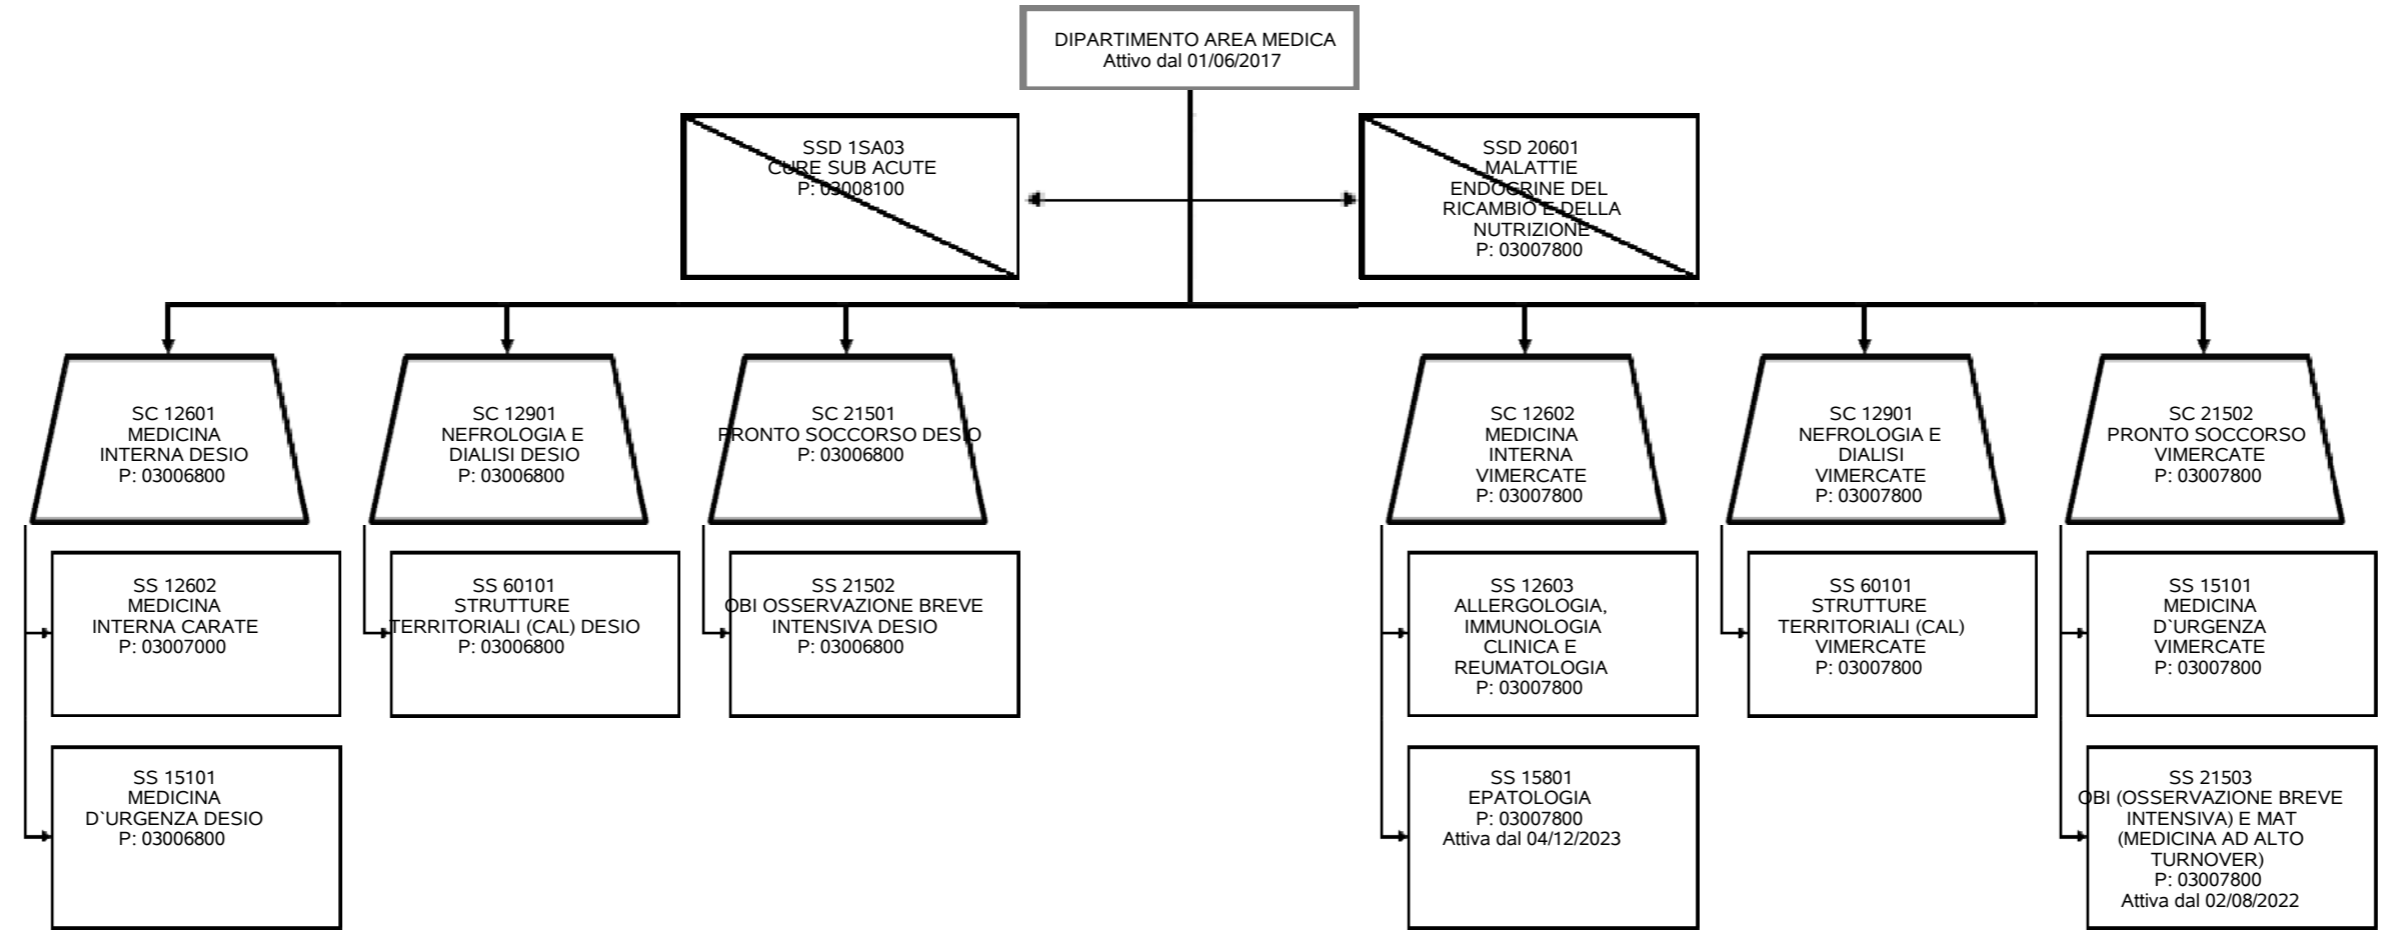 DIPARTIMENTO AREA MEDICA
Attivo dal 01/06/2017
SSD 1SA03
CURE SUB ACUTE
P: 03008100
SSD 20601
MALATTIE
ENDOCRINE DEL
RICAMBIO E DELLA
NUTRIZIONE
P: 03007800
SC 12601
MEDICINA
INTERNA DESIO
P: 03006800
SC 12901
NEFROLOGIA E
DIALISI DESIO
P: 03006800
SC 21501
PRONTO SOCCORSO DESIO
P: 03006800
SC 12602
MEDICINA
INTERNA
VIMERCATE
P: 03007800
SC 12901
NEFROLOGIA E
DIALISI
VIMERCATE
P: 03007800
SC 21502
PRONTO SOCCORSO
VIMERCATE
P: 03007800
SS 12602
MEDICINA
INTERNA CARATE
P: 03007000
SS 60101
STRUTTURE
TERRITORIALI (CAL) DESIO
P: 03006800
SS 21502
OBI OSSERVAZIONE BREVE
INTENSIVA DESIO
P: 03006800
SS 12603
ALLERGOLOGIA,
IMMUNOLOGIA
CLINICA E
REUMATOLOGIA
P: 03007800
SS 60101
STRUTTURE
TERRITORIALI (CAL)
VIMERCATE
P: 03007800
SS 15101
MEDICINA
D`URGENZA
VIMERCATE
P: 03007800
SS 15101
MEDICINA
D`URGENZA DESIO
P: 03006800
SS 15801
EPATOLOGIA
P: 03007800
Attiva dal 04/12/2023
SS 21503
OBI (OSSERVAZIONE BREVE
INTENSIVA) E MAT
(MEDICINA AD ALTO
TURNOVER)
P: 03007800
Attiva dal 02/08/2022